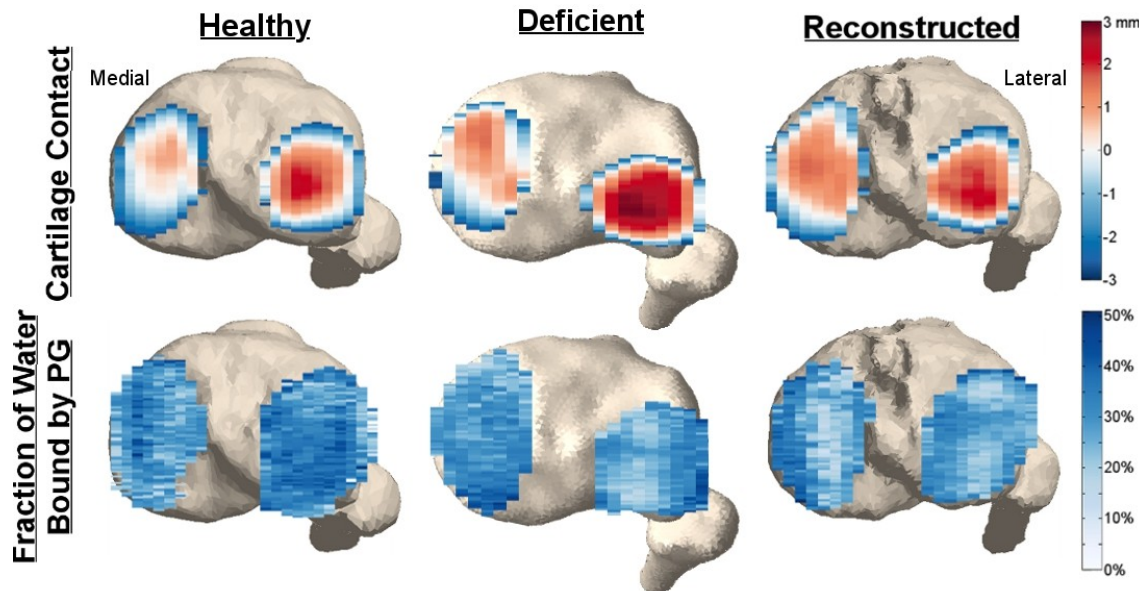 Healthy
Deficient
Reconstructed
Medial
Lateral
Cartilage Contact
3 mm
2
1
0
-1
-2
-3
Fraction of Water
Bound by PG
50%
40%
30%
20%
10%
0%